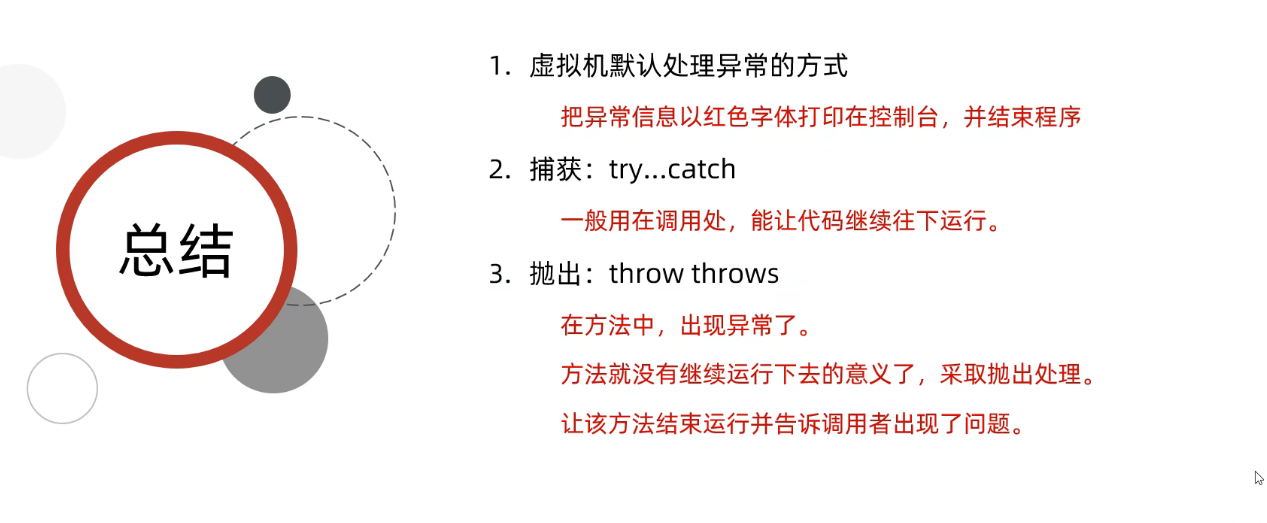 总结
1. 虚拟机默认处理异常的方式
把异常信息以红色字体打印在控制台，并结束程序
2. 捕获：try...catch
一般用在调用处，能让代码继续往下运行。
3. 抛出：throw throws
在方法中，出现异常了。
方法就没有继续运行下去的意义了，采取抛出处理。
让该方法结束运行并告诉调用者出现了问题。